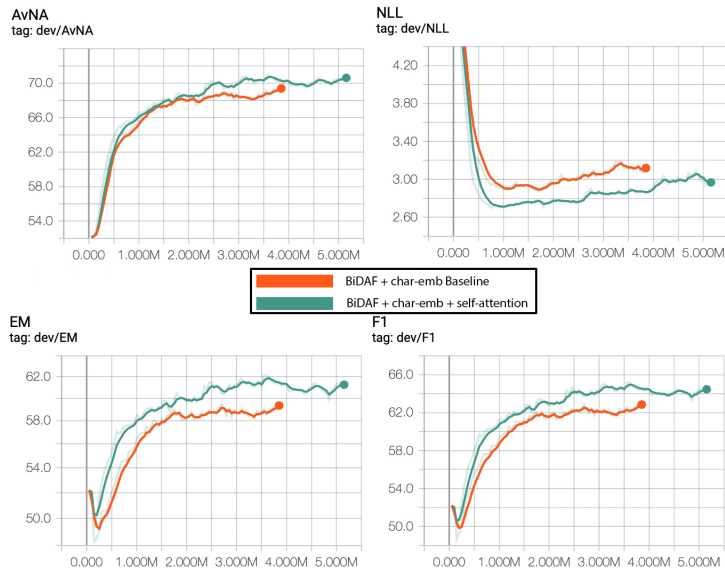 AvNA
tag: dev/AvNA
70.0
66.0
62.0
58.0
54.0
0.000 1.000M 2.000M 3.000M 4.000M 5.000M
NLL
tag: dev/NLL
4.20
3.80
3.40
3.00
2.60
0.000 1.000M 2.000M 3.000M 4.000M 5.000M
BiDAF + char-emb Baseline
BiDAF + char-emb + self-attention
EM
tag: dev/EM
62.0
58.0
54.0
50.0
0.000 1.000M 2.000M 3.000M 4.000M 5.000M
F1
tag: dev/F1
66.0
62.0
58.0
54.0
50.0
0.000 1.000M 2.000M 3.000M 4.000M 5.000M